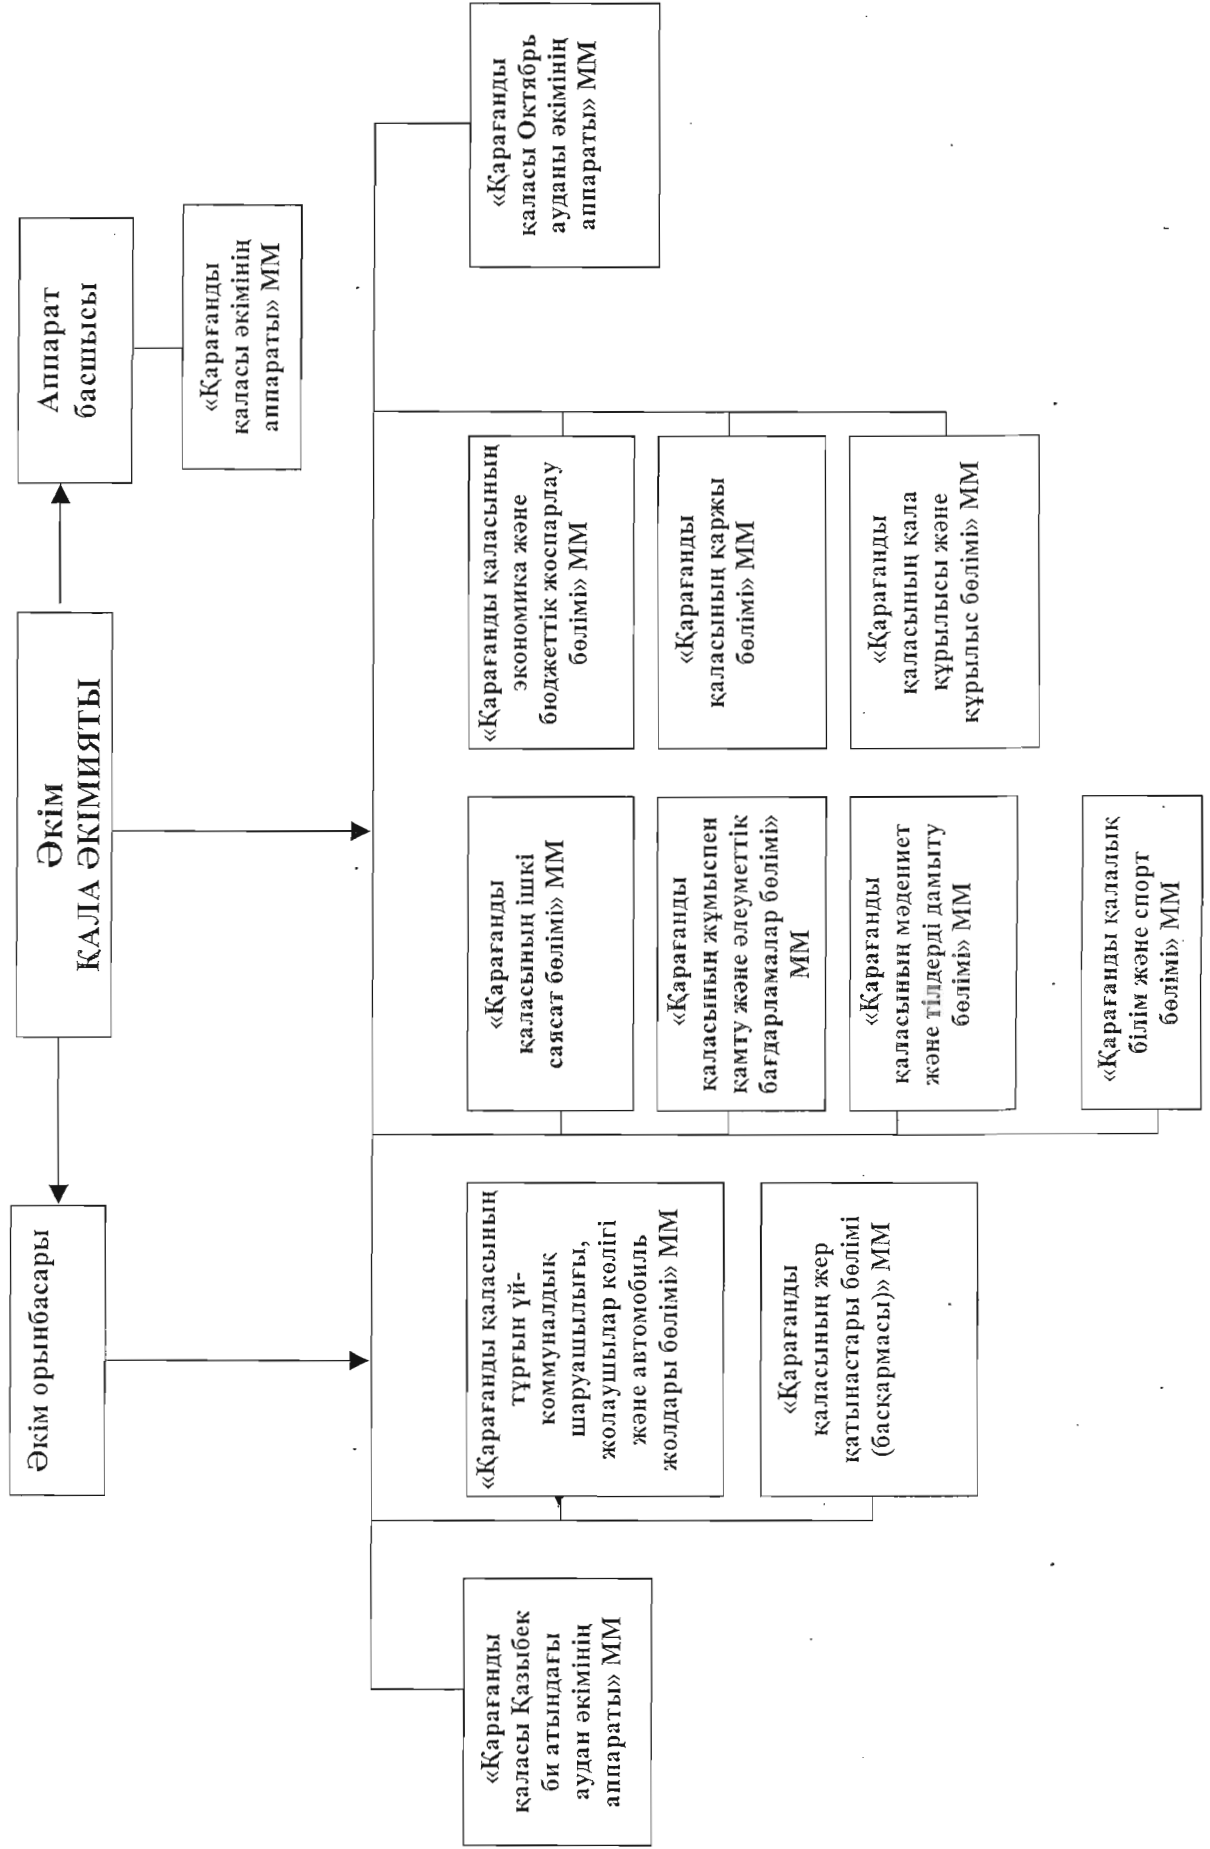 Әкім
ҚАЛА ӘКІМИЯТЫ
Әкім орынбасары
Аппарат
басшысы
«Қарағанды
қаласы әкімінің
аппараты» ММ
«Қарағанды
қаласы Қазыбек
би атындағы
аудан әкімінің
аппараты» ММ
«Қарағанды қаласының
тұрғын үй-
коммуналдық
шаруашылығы,
жолаушылар көлігі
және автомобиль
жолдары бөлімі» ММ
«Қарағанды
қаласының жер
қатынастары бөлімі
(басқармасы)» ММ
«Қарағанды
қаласының ішкі
саясат бөлімі» ММ
«Қарағанды
қаласының жұмыспен
қамту және әлеуметтік
бағдарламалар бөлімі»
ММ
«Қарағанды
қаласының мәдениет
және тілдерді дамыту
бөлімі» ММ
«Қарағанды қалалық
білім және спорт
бөлімі» ММ
«Қарағанды қаласының
экономика және
бюджеттік жоспарлау
бөлімі» ММ
«Қарағанды
қаласының қаржы
бөлімі» ММ
«Қарағанды
қаласының қала
құрылысы және
құрылыс бөлімі» ММ
«Қарағанды
қаласы Октябрь
ауданы әкімінің
аппараты» ММ